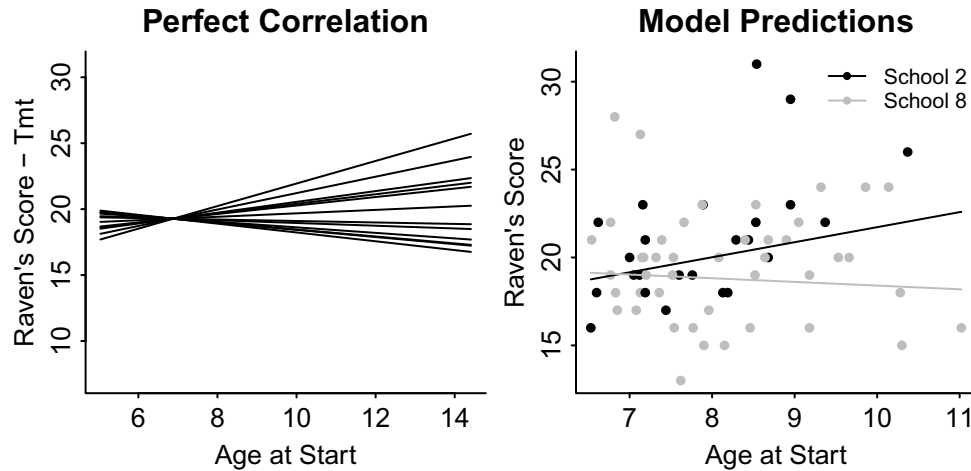 Perfect Correlation
Raven's Score − Tmt
30
25
20
15
10
6 8 10 12 14
Age at Start
Model Predictions
Raven's Score
30
25
20
15
School 2
School 8
7 8 9 10 11
Age at Start